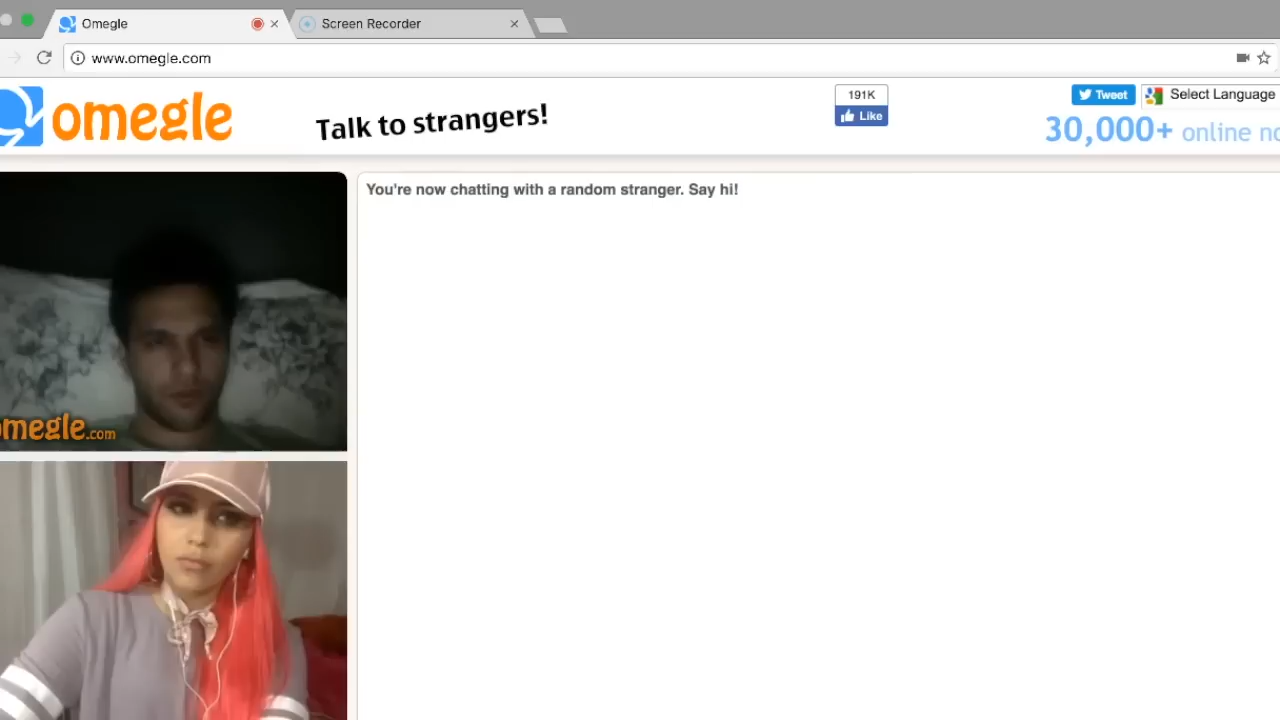 Omegle
Screen Recorder
www.omegle.com
omegle
Talk to strangers!
191K
Like
Tweet
Select Language
30,000+ online
You're now chatting with a random stranger. Say hi!
omegle.com